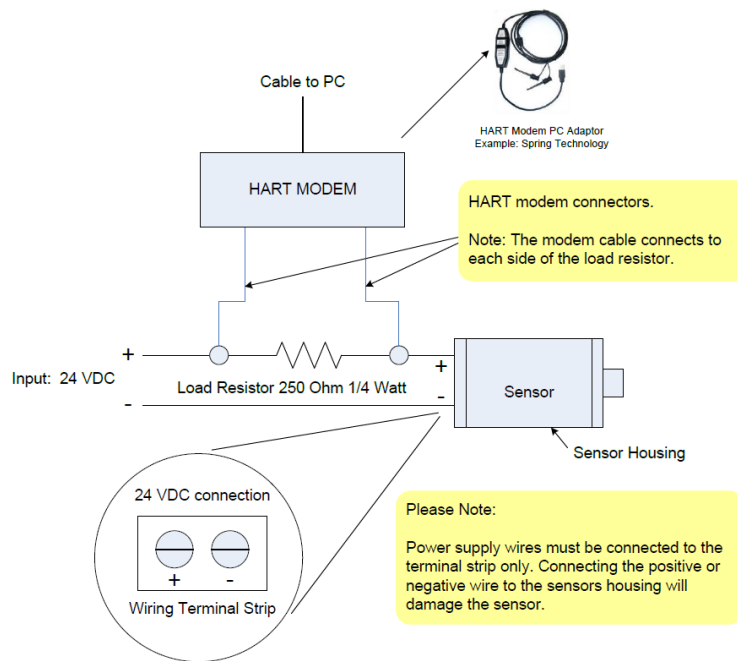 Cable to PC
HART Modem PC Adaptor
Example: Spring Technology
HART MODEM
HART modem connectors.
Note: The modem cable connects to
each side of the load resistor.
+
+
Input: 24 VDC
Load Resistor 250 Ohm 1/4 Watt
-
-
Sensor
Sensor Housing
24 VDC connection
+ -
Wiring Terminal Strip
Please Note:
Power supply wires must be connected to the
terminal strip only. Connecting the positive or
negative wire to the sensors housing will
damage the sensor.